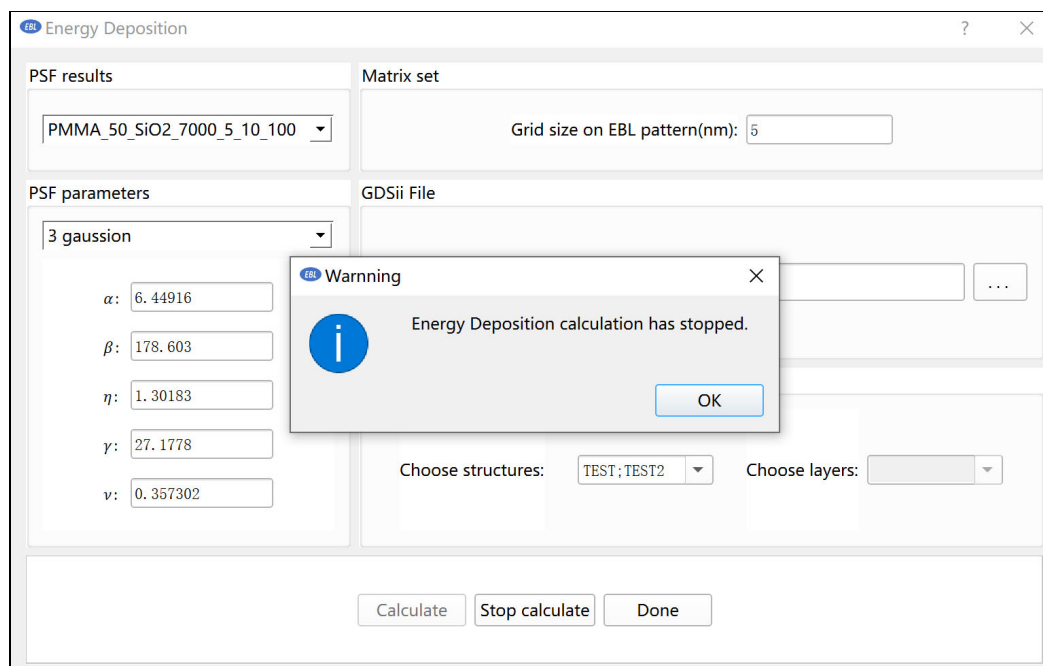 EBL Energy Deposition ?
PSF results
PMMA_50_SiO2_7000_5_10_100
Matrix set
Grid size on EBL pattern(nm): 5
PSF parameters
3 gaussion
α: 6.44916
β: 178.603
η: 1.30183
γ: 27.1778
ν: 0.357302
GDSii File
...
EBL Warnning
i
Energy Deposition calculation has stopped.
OK
Choose structures: TEST;TEST2 Choose layers:
Calculate Stop calculate Done